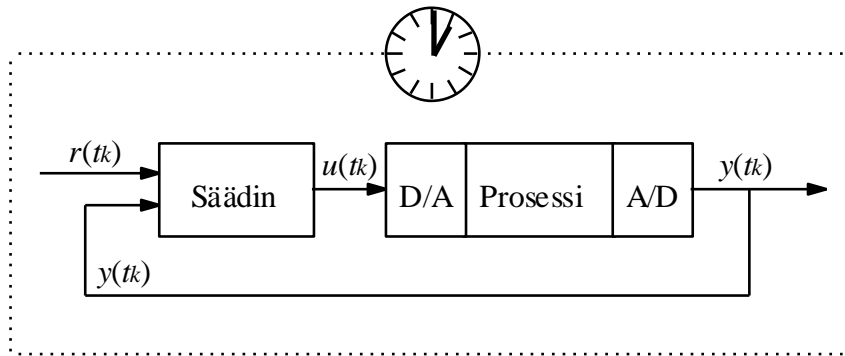 r(tk)
Säädin
u(tk)
D/A
Prosessi
A/D
y(tk)
y(tk)